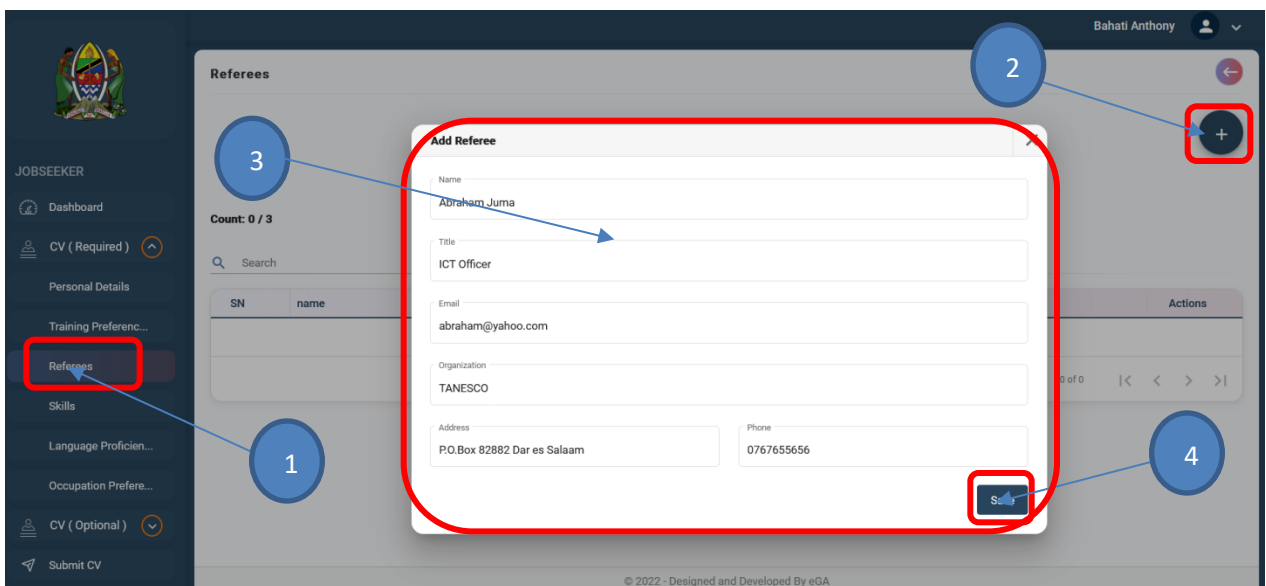 Bahati Anthony
2
Referees
Add Referee
3
JOBSEEKER
Dashboard
CV ( Required )
Personal Details
Training Preferenc...
Referees
Skills
Language Proficien...
Occupation Prefere...
CV ( Optional )
Submit CV
Count: 0 / 3
Search
SN name Actions
0 of 0
Name
Abraham Juma
Title
ICT Officer
Email
abraham@yahoo.com
Organization
TANESCO
Address Phone
P.O.Box 82882 Dar es Salaam 0767655656
Save
1
4
© 2022 - Designed and Developed By eGA